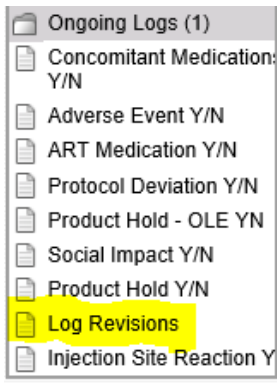 Ongoing Logs (1)
Concomitant Medications
Y/N
Adverse Event Y/N
ART Medication Y/N
Protocol Deviation Y/N
Product Hold - OLE YN
Social Impact Y/N
Product Hold Y/N
Log Revisions
Injection Site Reaction Y